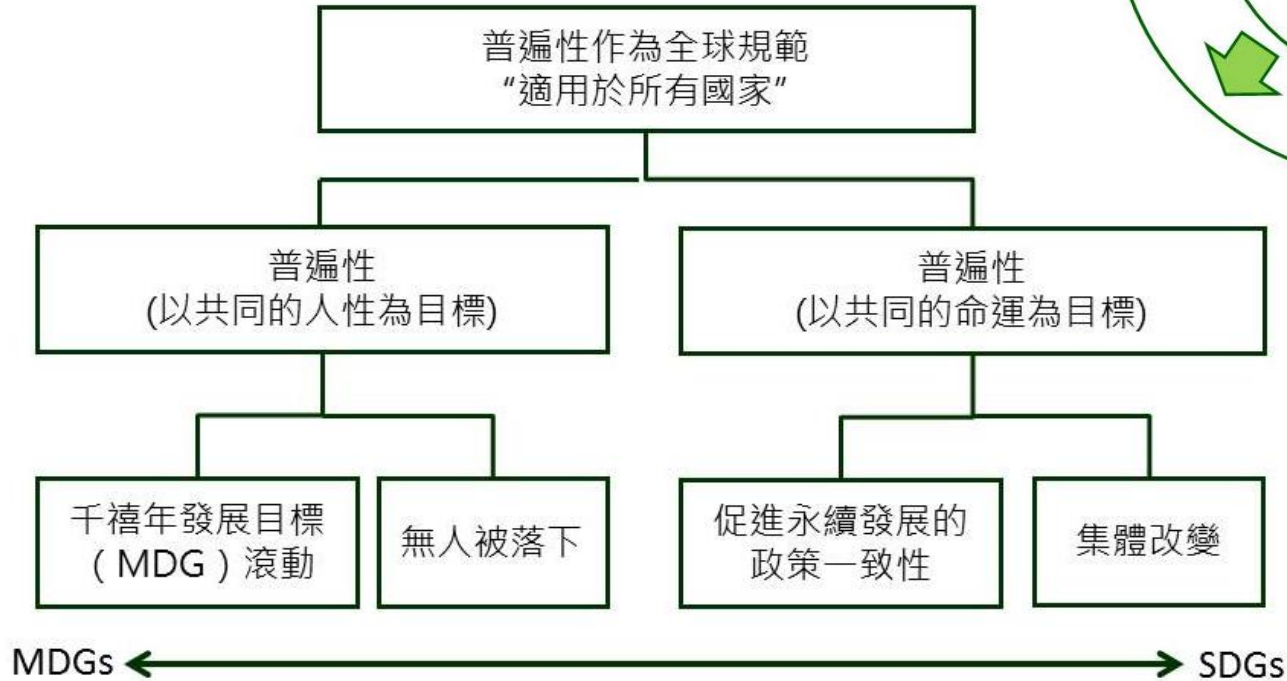 普遍性作為全球規範
“適用於所有國家”
普遍性
(以共同的人性為目標)
普遍性
(以共同的命運為目標)
千禧年發展目標
（MDG）滾動
無人被落下
促進永續發展的
政策一致性
集體改變
MDGs
SDGs